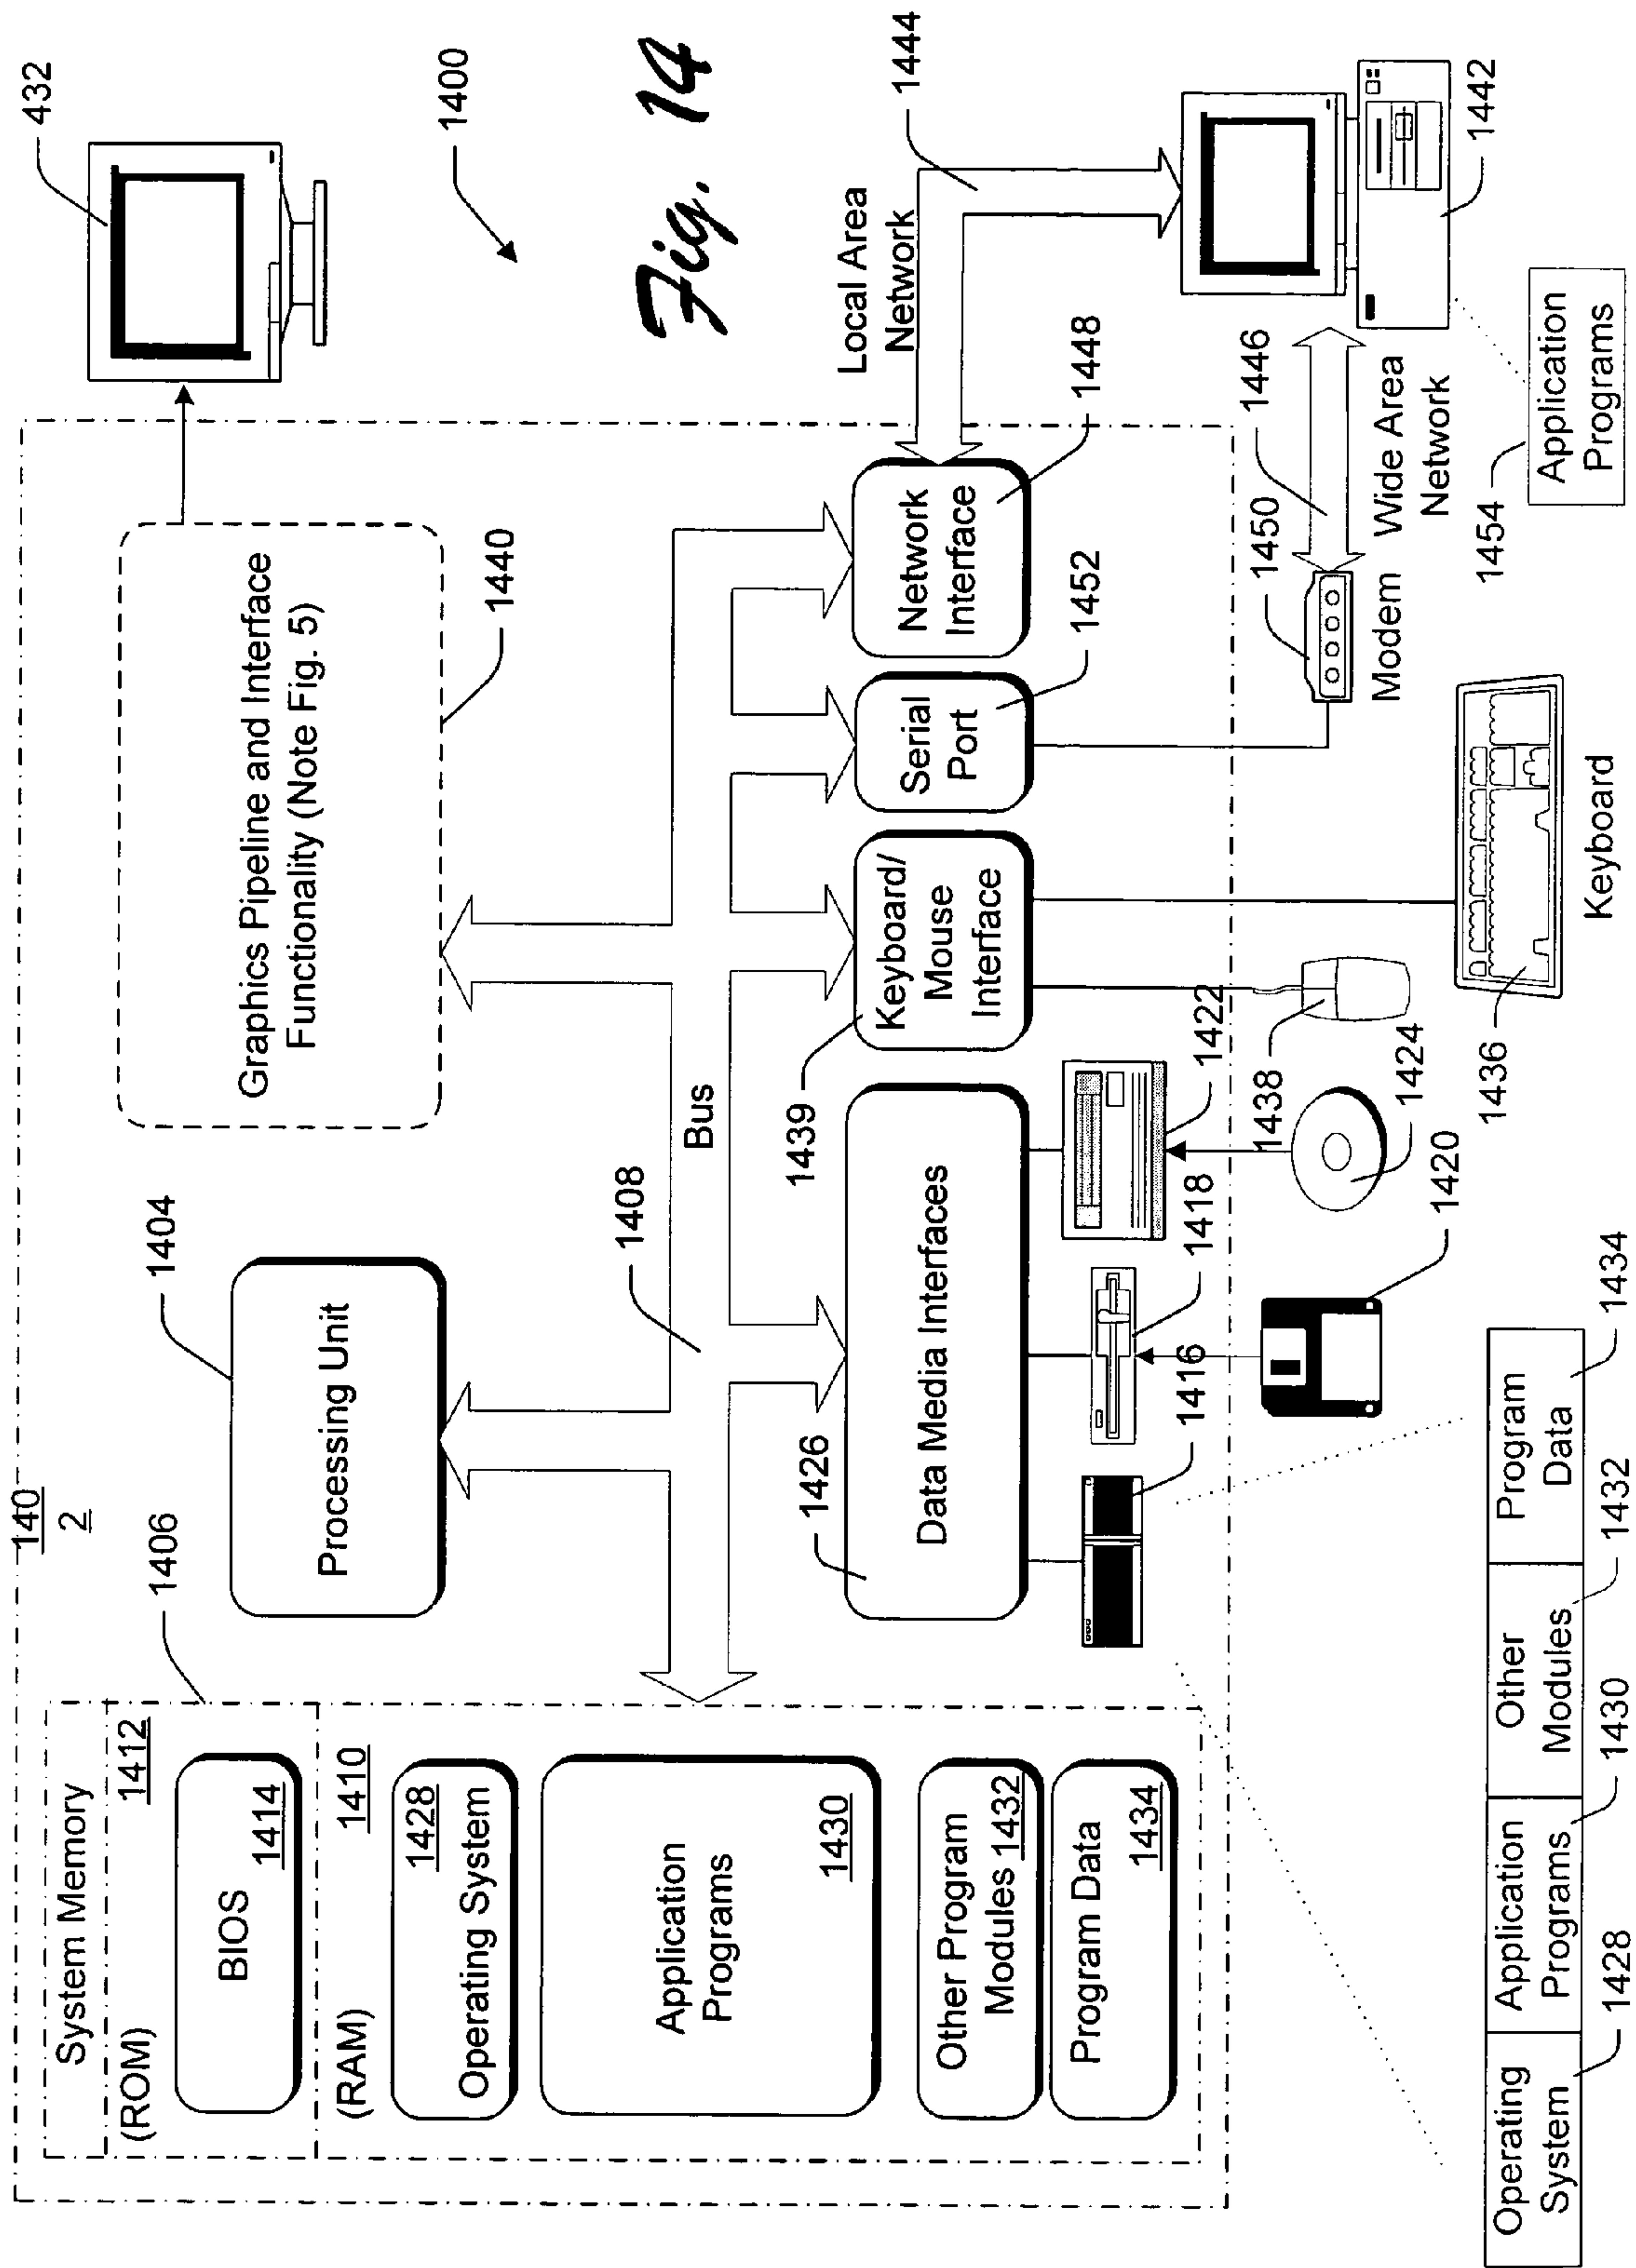 140
2
432
System Memory
1406
1404
1400
(ROM)
1412
BIOS
1414
Processing Unit
Graphics Pipeline and Interface
Functionality (Note Fig. 5)
1440
Fig. 14
(RAM)
1410
1428
Operating System
1408
Bus
Application
Programs
1430
1426
1439
Data Media Interfaces
Keyboard/
Mouse
Interface
Serial
Port
Network
Interface
Local Area
Network
1444
1452
1448
Other Program
Modules 1432
Program Data
1434
1416
1418
1422
1438
1424
1420
1436
Keyboard
1450
Modem
1446
Wide Area
Network
1442
1454
Application
Programs
Operating
System
Application
Programs
Other
Modules
Program
Data
1428
1430
1432
1434